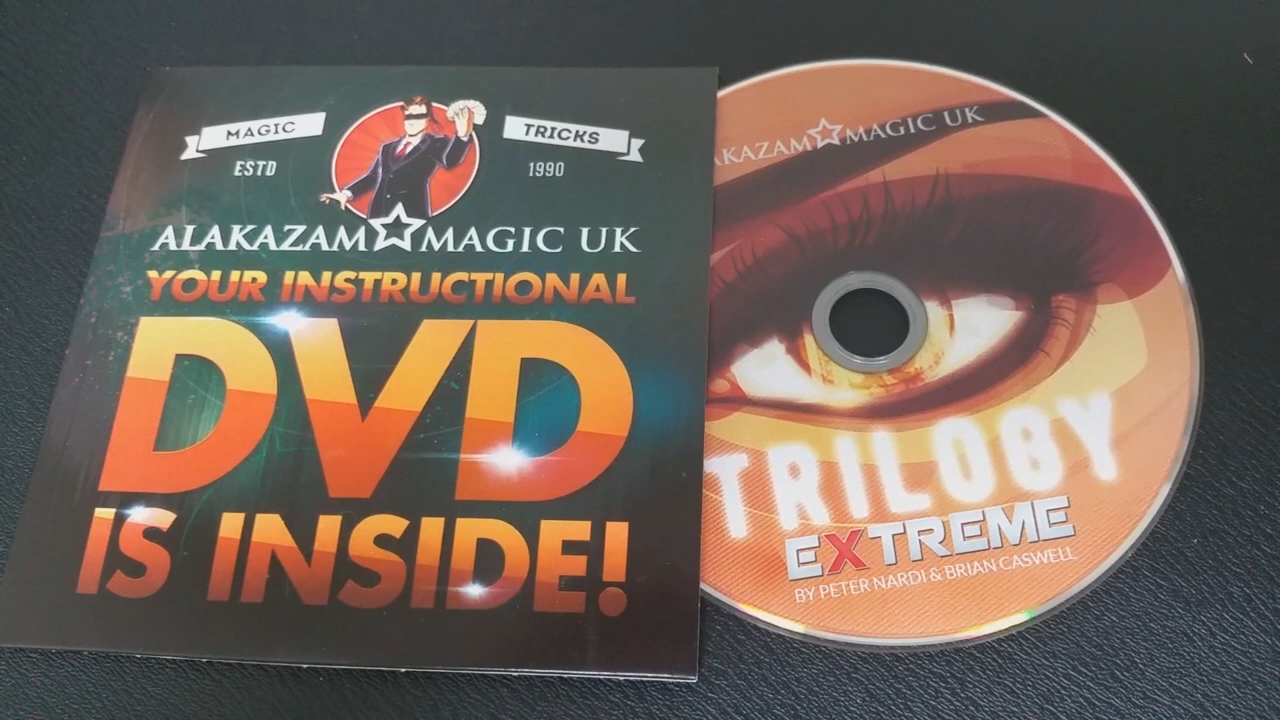 MAGIC
TRICKS
ESTD
1990
ALAKAZAM MAGIC UK
YOUR INSTRUCTIONAL
DVD
IS INSIDE!
AKAZAM MAGIC UK
TRILOGY
EXTREME
BY PETER NARDI & BRIAN CASWELL